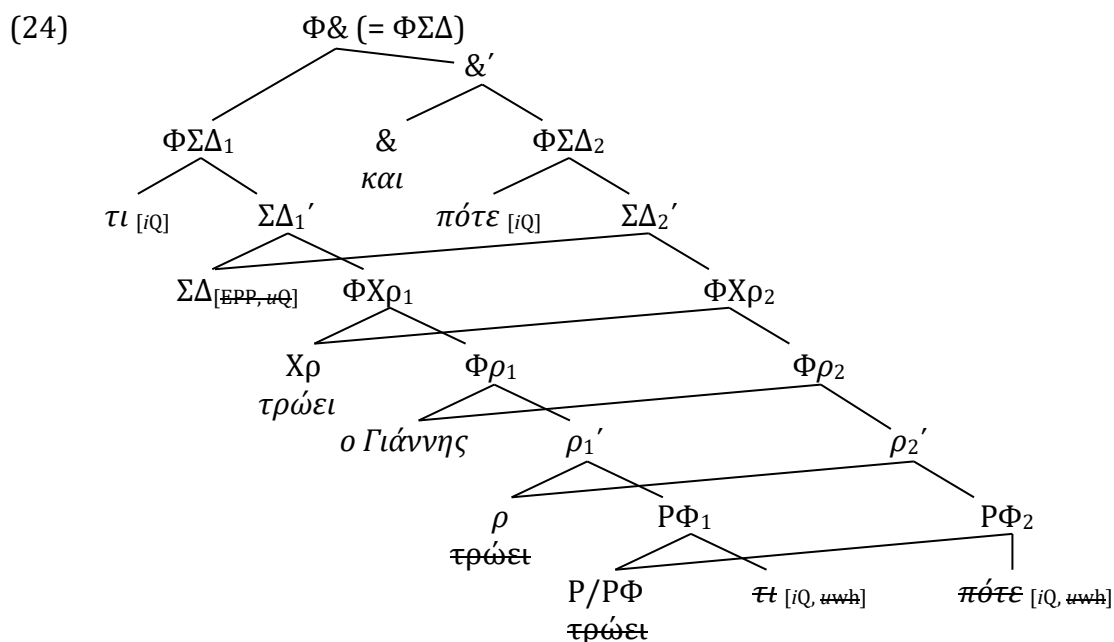 (24) Φ& (= ΦΣΔ)
&′
ΦΣΔ1 & ΦΣΔ2
και
τι [iQ] ΣΔ1′ πότε [iQ] ΣΔ2′
ΣΔ[EPP, uQ] ΦΧρ1 ΦΧρ2
Χρ Φρ1 Φρ2
τρώει
ο Γιάννης ρ1′ ρ2′
ρ ΡΦ1 ΡΦ2
τρώει
Ρ/ΡΦ τι [iQ, uwh] πότε [iQ, uwh]
τρώει